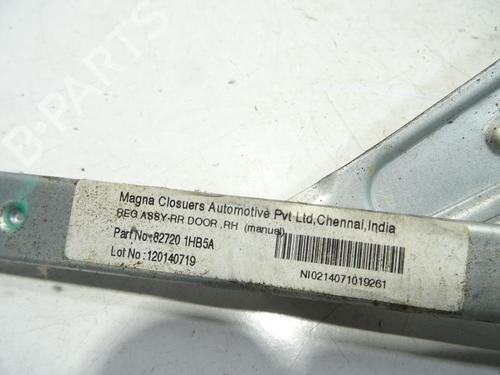 B-PARTS
Magna Closuers Automotive Pvt Ltd,Chennai,India
REG ASSY-RR DOOR ,RH (manual)
Part No :82720 1HB5A
Lot No :120140719
NI0214071019261